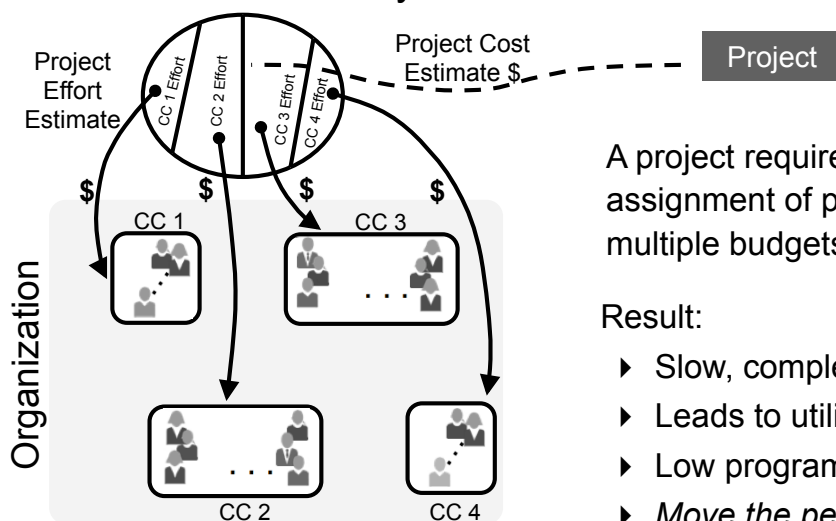 Project
Effort
Estimate
CC 1 Effort
CC 2 Effort
CC 3 Effort
CC 4 Effort
Project Cost
Estimate $
Project
$ $ $ $
A project require
assignment of p
multiple budgets
Organization
CC 1
CC 3
. . .
. . .
CC 2
CC 4
Result:
▸ Slow, comple
▸ Leads to utili
▸ Low program
▸ Move the pe